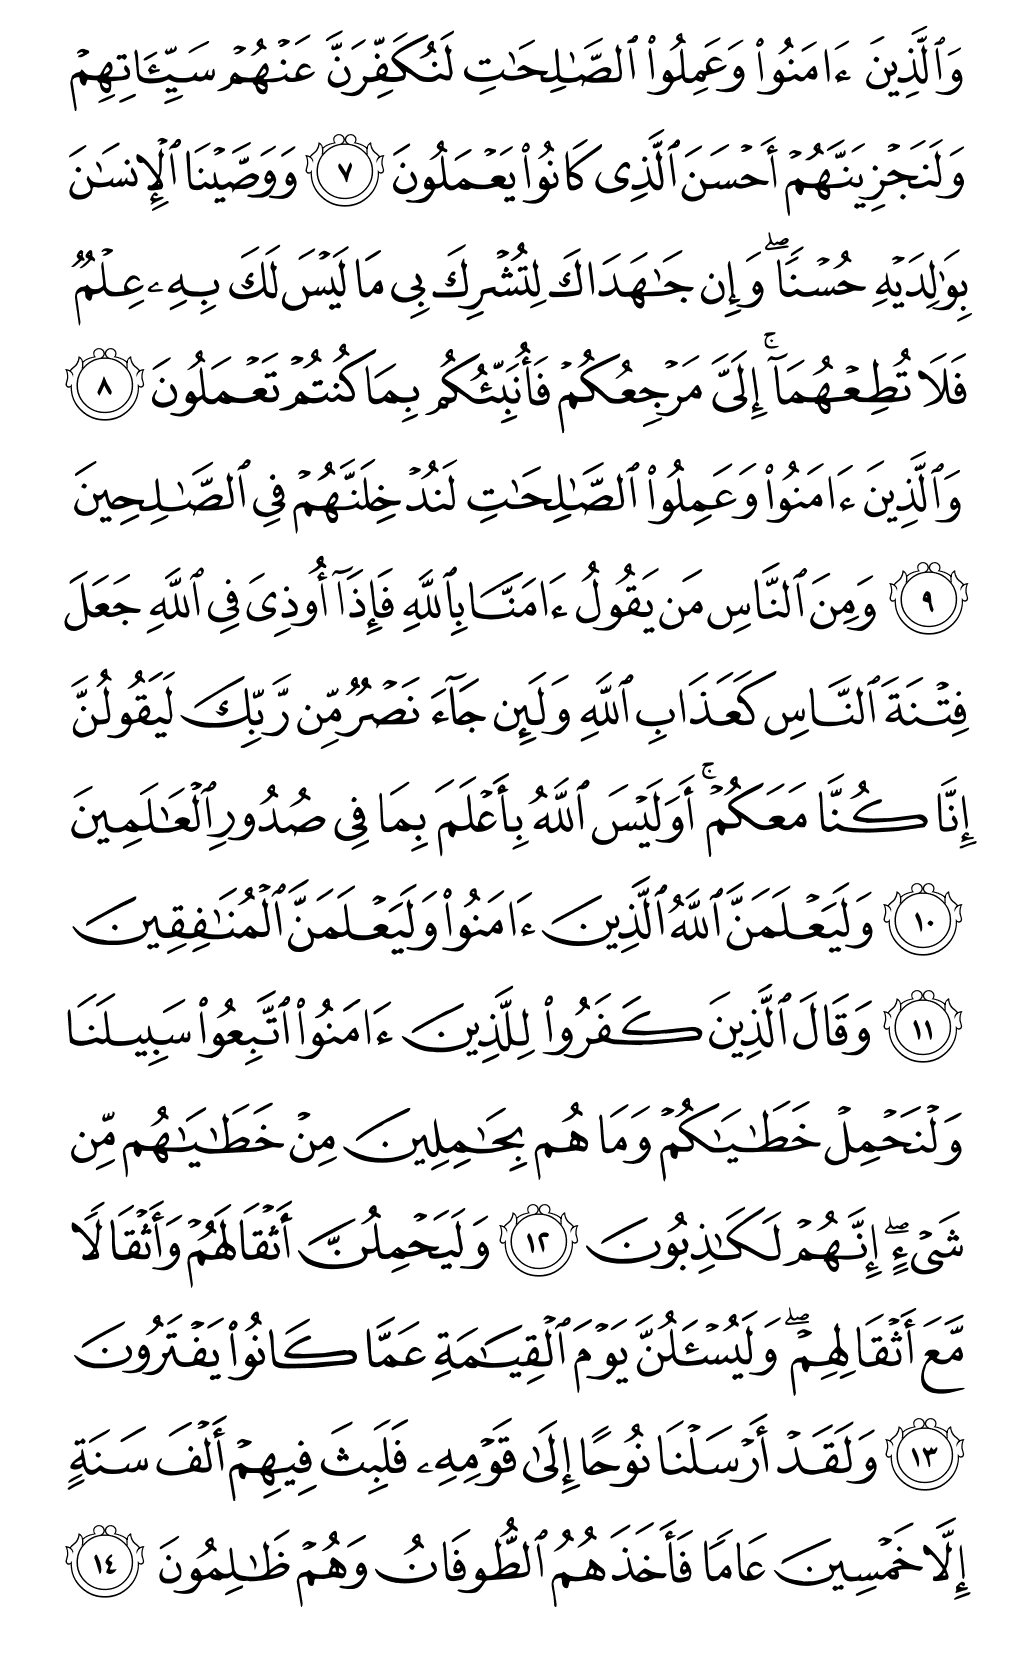 وَٱلَّذِينَ ءَامَنُوا۟ وَعَمِلُوا۟ ٱلصَّـٰلِحَـٰتِ لَنُكَفِّرَنَّ عَنْهُمْ سَيِّـَٔاتِهِمْ
وَلَنَجْزِيَنَّهُمْ أَحْسَنَ ٱلَّذِى كَانُوا۟ يَعْمَلُونَ ٧ وَوَصَّيْنَا ٱلْإِنسَـٰنَ
بِوَٰلِدَيْهِ حُسْنًا ۖ وَإِن جَـٰهَدَاكَ لِتُشْرِكَ بِى مَا لَيْسَ لَكَ بِهِۦ عِلْمٌ
فَلَا تُطِعْهُمَآ ۚ إِلَىَّ مَرْجِعُكُمْ فَأُنَبِّئُكُم بِمَا كُنتُمْ تَعْمَلُونَ ٨
وَٱلَّذِينَ ءَامَنُوا۟ وَعَمِلُوا۟ ٱلصَّـٰلِحَـٰتِ لَنُدْخِلَنَّهُمْ فِى ٱلصَّـٰلِحِينَ
٩ وَمِنَ ٱلنَّاسِ مَن يَقُولُ ءَامَنَّا بِٱللَّهِ فَإِذَآ أُوذِىَ فِى ٱللَّهِ جَعَلَ
فِتْنَةَ ٱلنَّاسِ كَعَذَابِ ٱللَّهِ وَلَئِن جَآءَ نَصْرٌ مِّن رَّبِّكَ لَيَقُولُنَّ
إِنَّا كُنَّا مَعَكُمْ ۚ أَوَلَيْسَ ٱللَّهُ بِأَعْلَمَ بِمَا فِى صُدُورِ ٱلْعَـٰلَمِينَ
١٠ وَلَيَعْلَمَنَّ ٱللَّهُ ٱلَّذِينَ ءَامَنُوا۟ وَلَيَعْلَمَنَّ ٱلْمُنَـٰفِقِينَ
١١ وَقَالَ ٱلَّذِينَ كَفَرُوا۟ لِلَّذِينَ ءَامَنُوا۟ ٱتَّبِعُوا۟ سَبِيلَنَا
وَلْنَحْمِلْ خَطَـٰيَـٰكُمْ وَمَا هُم بِحَـٰمِلِينَ مِنْ خَطَـٰيَـٰهُم مِّن
شَىْءٍ ۖ إِنَّهُمْ لَكَـٰذِبُونَ ١٢ وَلَيَحْمِلُنَّ أَثْقَالَهُمْ وَأَثْقَالًا
مَّعَ أَثْقَالِهِمْ ۖ وَلَيُسْـَٔلُنَّ يَوْمَ ٱلْقِيَـٰمَةِ عَمَّا كَانُوا۟ يَفْتَرُونَ
١٣ وَلَقَدْ أَرْسَلْنَا نُوحًا إِلَىٰ قَوْمِهِۦ فَلَبِثَ فِيهِمْ أَلْفَ سَنَةٍ
إِلَّا خَمْسِينَ عَامًا فَأَخَذَهُمُ ٱلطُّوفَانُ وَهُمْ ظَـٰلِمُونَ ١٤